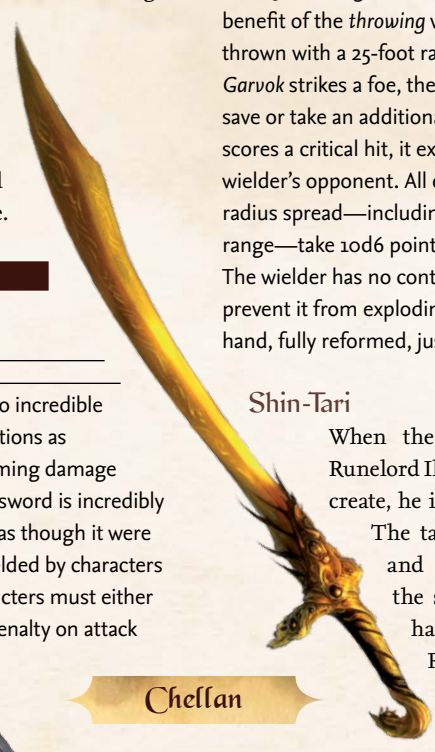 o incredible
tions as
ming damage
sword is incredibly
as though it were
lded by characters
cters must either
enalty on attack
Chellan
benefit of the throwing
thrown with a 25-foot ra
Garvok strikes a foe, the
save or take an additiona
scores a critical hit, it ex
wielder's opponent. All
radius spread—includin
range—take 10d6 point
The wielder has no cont
prevent it from explodin
hand, fully reformed, jus
Shin-Tari
When the
Runelord Il
create, he i
The ta
and
the s
ha